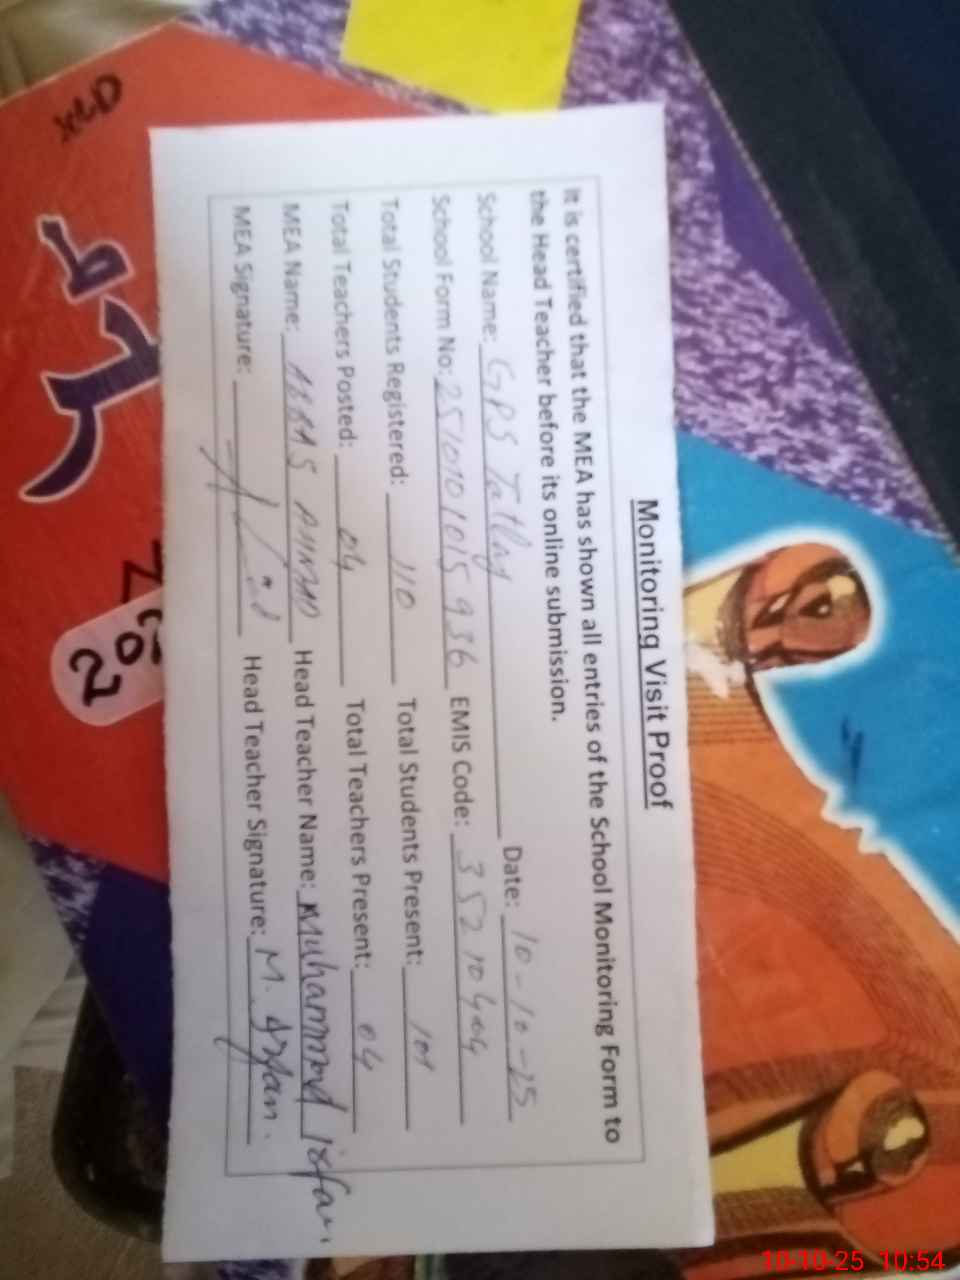 Monitoring Visit Proof
It is certified that the MEA has shown all entries of the School Monitoring Form to
the Head Teacher before its online submission.
School Name: GPS Tatlay Date: 10-10-25
School Form No: 2510101015936 EMIS Code: 35210404
Total Students Registered: 110 Total Students Present: 101
Total Teachers Posted: 04 Total Teachers Present: 04
MEA Name: ABBAS AHMAD Head Teacher Name: Muhammad Irfan
MEA Signature: Head Teacher Signature: M. Irfan.
10-10-25 10:54